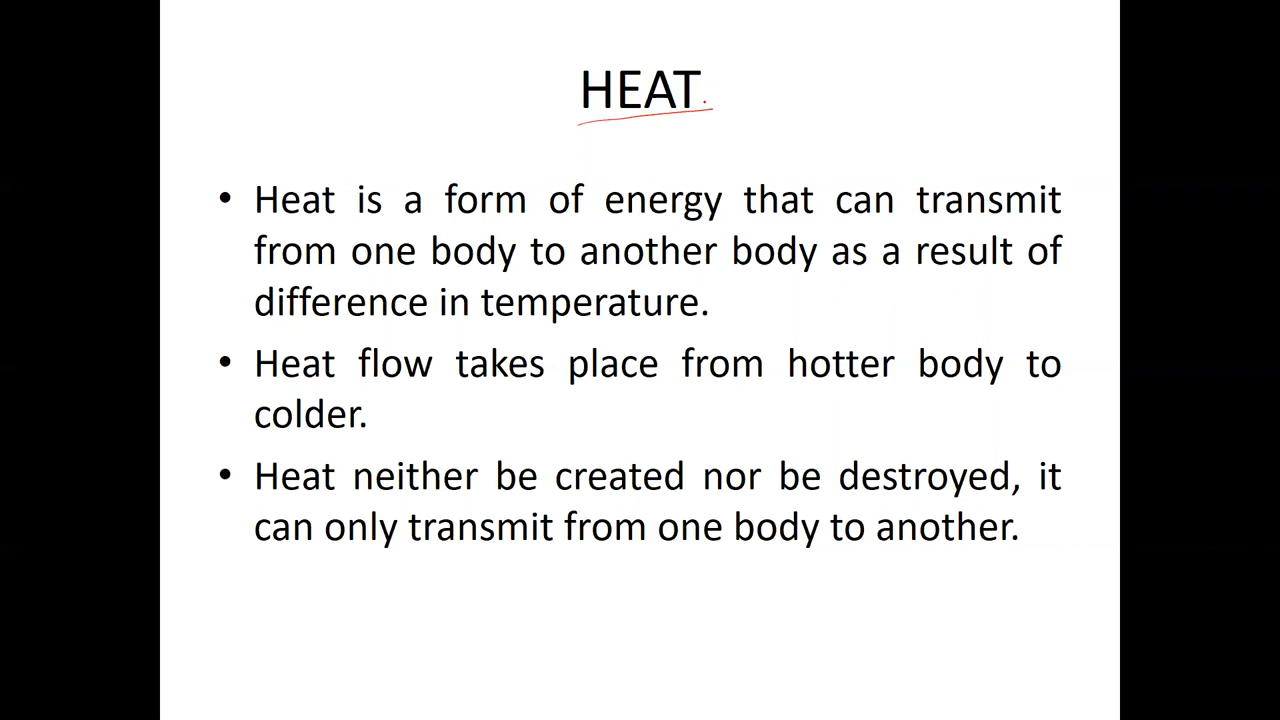 HEAT
• Heat is a form of energy that can transmit
from one body to another body as a result of
difference in temperature.
• Heat flow takes place from hotter body to
colder.
• Heat neither be created nor be destroyed, it
can only transmit from one body to another.